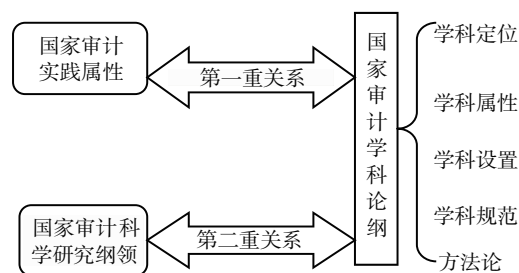 国家审计
实践属性
第一重关系
国家审计科
学研究纲领
第二重关系
国家审计学科论纲
学科定位
学科属性
学科设置
学科规范
方法论